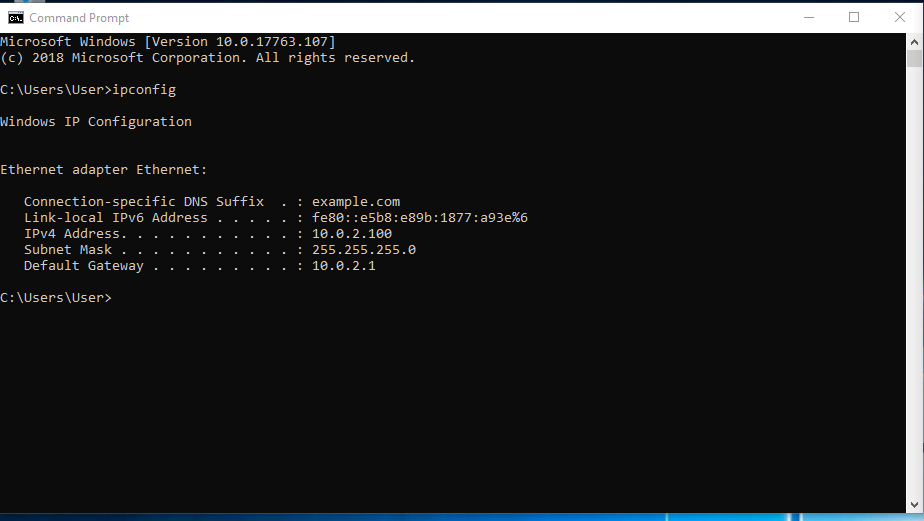 Command Prompt
Microsoft Windows [Version 10.0.17763.107]
(c) 2018 Microsoft Corporation. All rights reserved.
C:\Users\User>ipconfig
Windows IP Configuration
Ethernet adapter Ethernet:
Connection-specific DNS Suffix  . : example.com
Link-local IPv6 Address . . . . . : fe80::e5b8:e89b:1877:a93e%6
IPv4 Address. . . . . . . . . . . : 10.0.2.100
Subnet Mask . . . . . . . . . . . : 255.255.255.0
Default Gateway . . . . . . . . . : 10.0.2.1
C:\Users\User>